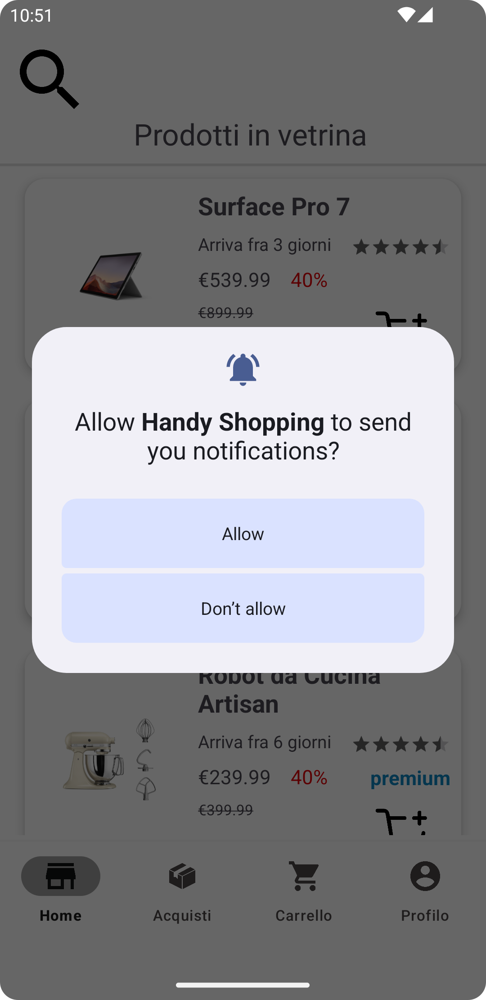 10:51
Prodotti in vetrina
Surface Pro 7
Arriva fra 3 giorni
€539.99 40%
€899.99
Allow Handy Shopping to send
you notifications?
Allow
Don’t allow
Robot da Cucina
Artisan
Arriva fra 6 giorni
€239.99 40%
premium
€399.99
Home
Acquisti
Carrello
Profilo